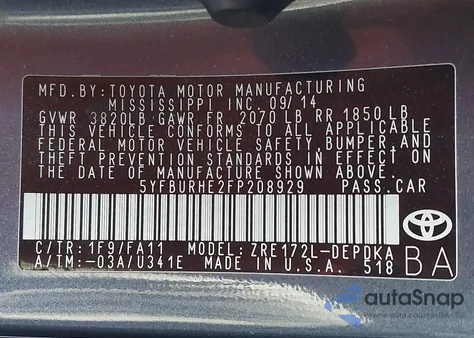 MFD.BY:TOYOTA MOTOR MANUFACTURING
MISSISSIPPI INC. 09/14
GVWR 3820LB GAWR FR 2070 LB RR 1850 LB
THIS VEHICLE CONFORMS TO ALL APPLICABLE
FEDERAL MOTOR VEHICLE SAFETY,BUMPER,AND
THEFT PREVENTION STANDARDS IN EFFECT ON
THE DATE OF MANUFACTURE SHOWN ABOVE.
5YFBURHE2FP208929 PASS.CAR
TOYOTA
C/TR:1F9/FA11 MODEL:ZRE172L-DEPDKA
A/TM:-03A/U341E MADE IN U.S.A. 518
BA
autoSnap